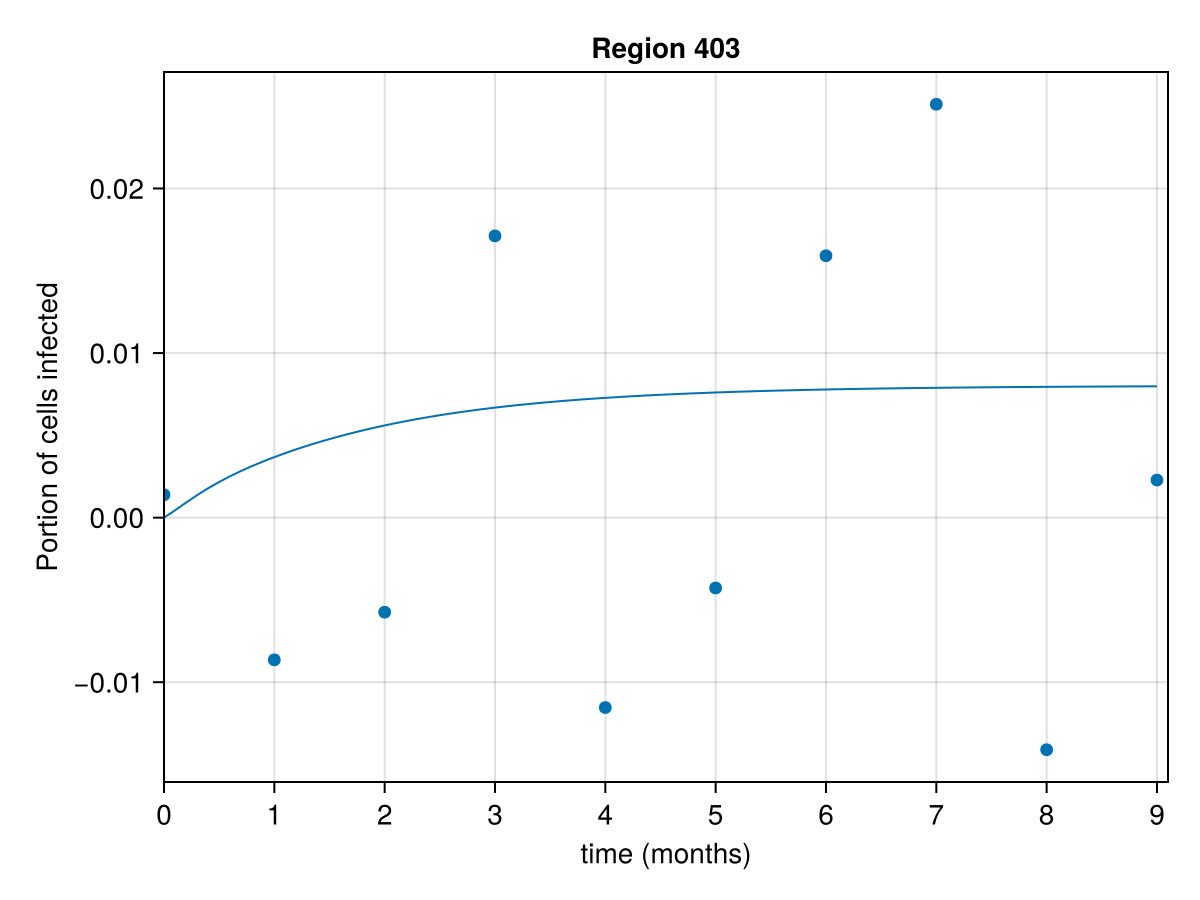 Region 403
Portion of cells infected
0.02
0.01
0.00
−0.01
0 1 2 3 4 5 6 7 8 9
time (months)